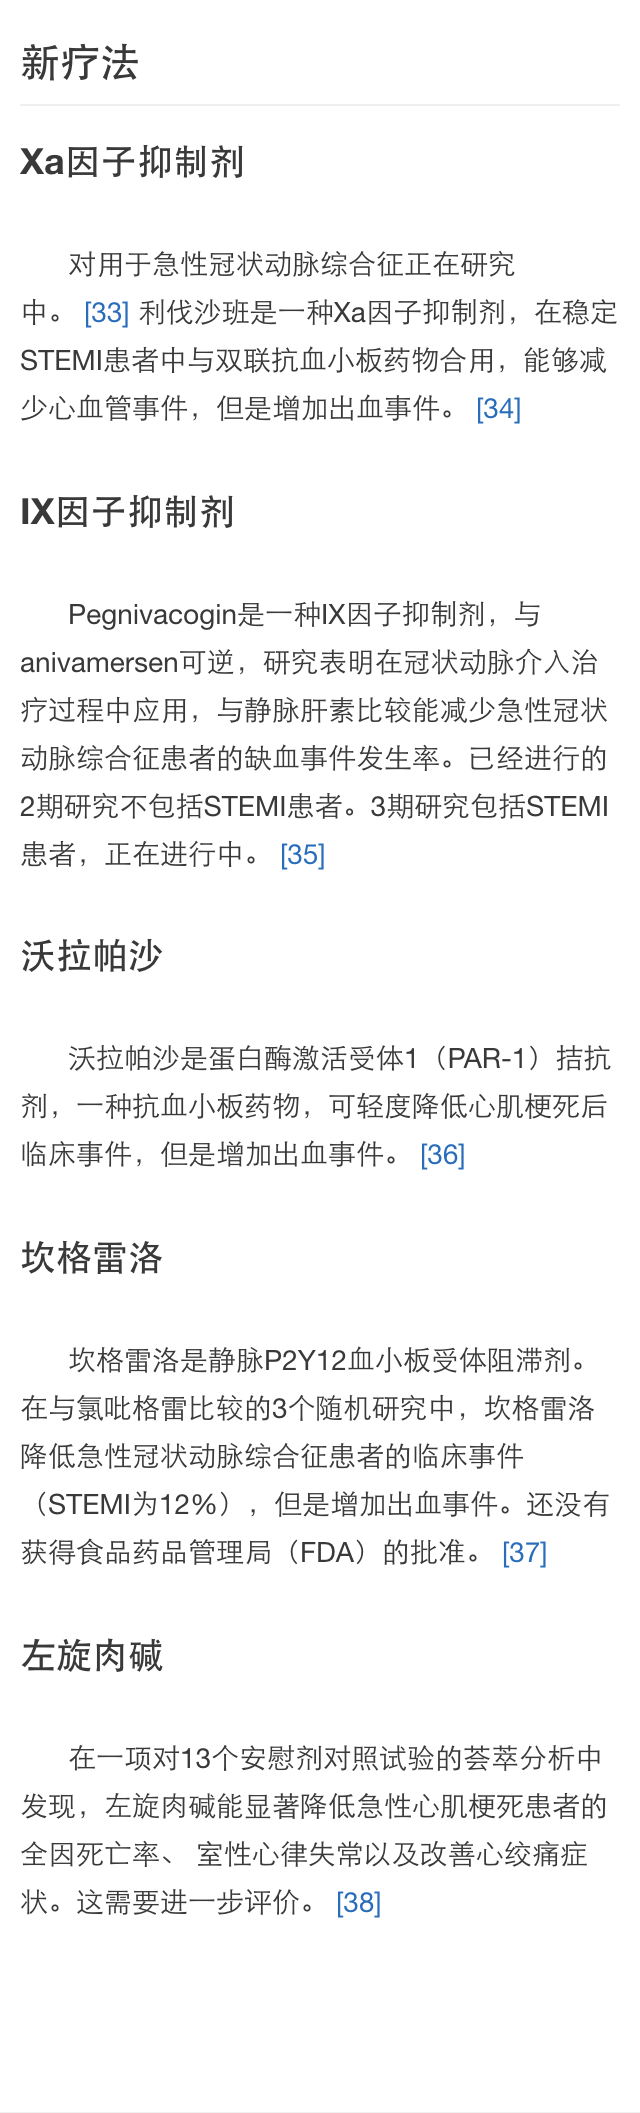 新疗法
Xa因子抑制剂
对用于急性冠状动脉综合征正在研究
中。 [33] 利伐沙班是一种Xa因子抑制剂，在稳定
STEMI患者中与双联抗血小板药物合用，能够减
少心血管事件，但是增加出血事件。 [34]
IX因子抑制剂
Pegnivacogin是一种IX因子抑制剂，与
anivamersen可逆，研究表明在冠状动脉介入治
疗过程中应用，与静脉肝素比较能减少急性冠状
动脉综合征患者的缺血事件发生率。已经进行的
2期研究不包括STEMI患者。3期研究包括STEMI
患者，正在进行中。 [35]
沃拉帕沙
沃拉帕沙是蛋白酶激活受体1（PAR-1）拮抗
剂，一种抗血小板药物，可轻度降低心肌梗死后
临床事件，但是增加出血事件。 [36]
坎格雷洛
坎格雷洛是静脉P2Y12血小板受体阻滞剂。
在与氯吡格雷比较的3个随机研究中，坎格雷洛
降低急性冠状动脉综合征患者的临床事件
（STEMI为12%），但是增加出血事件。还没有
获得食品药品管理局（FDA）的批准。 [37]
左旋肉碱
在一项对13个安慰剂对照试验的荟萃分析中
发现，左旋肉碱能显著降低急性心肌梗死患者的
全因死亡率、 室性心律失常以及改善心绞痛症
状。这需要进一步评价。 [38]